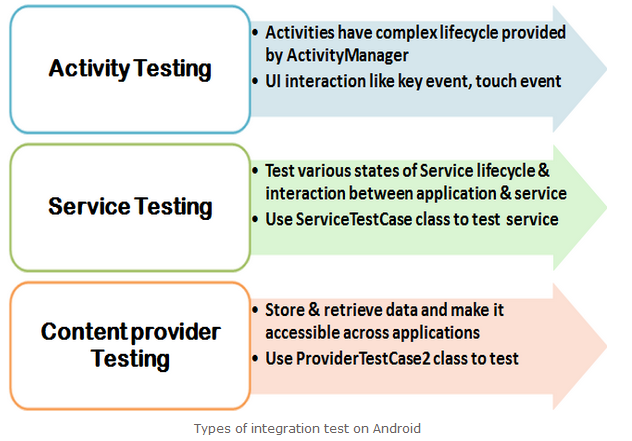 Activity Testing
• Activities have complex lifecycle provided
by ActivityManager
• UI interaction like key event, touch event
Service Testing
• Test various states of Service lifecycle &
interaction between application & service
• Use ServiceTestCase class to test service
Content provider
Testing
• Store & retrieve data and make it
accessible across applications
• Use ProviderTestCase2 class to test
Types of integration test on Android